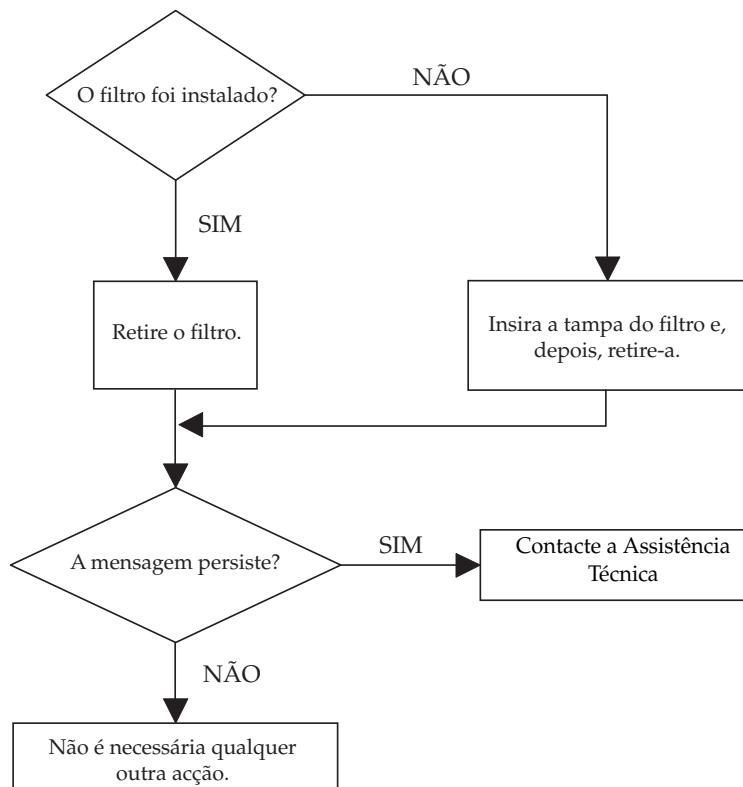 O filtro foi instalado?
NÃO
SIM
Retire o filtro.
Insira a tampa do filtro e,
depois, retire-a.
A mensagem persiste?
SIM
Contacte a Assistência
Técnica
NÃO
Não é necessária qualquer
outra acção.